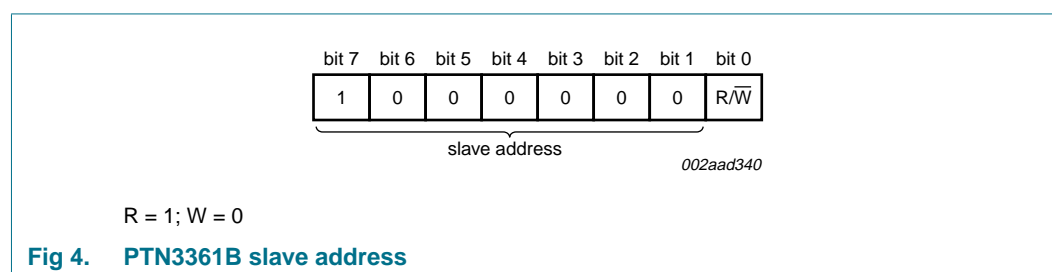 bit 7 bit 6 bit 5 bit 4 bit 3 bit 2 bit 1 bit 0
1 0 0 0 0 0 0 R/W̅
slave address
002aad340
R = 1; W = 0
Fig 4. PTN3361B slave address